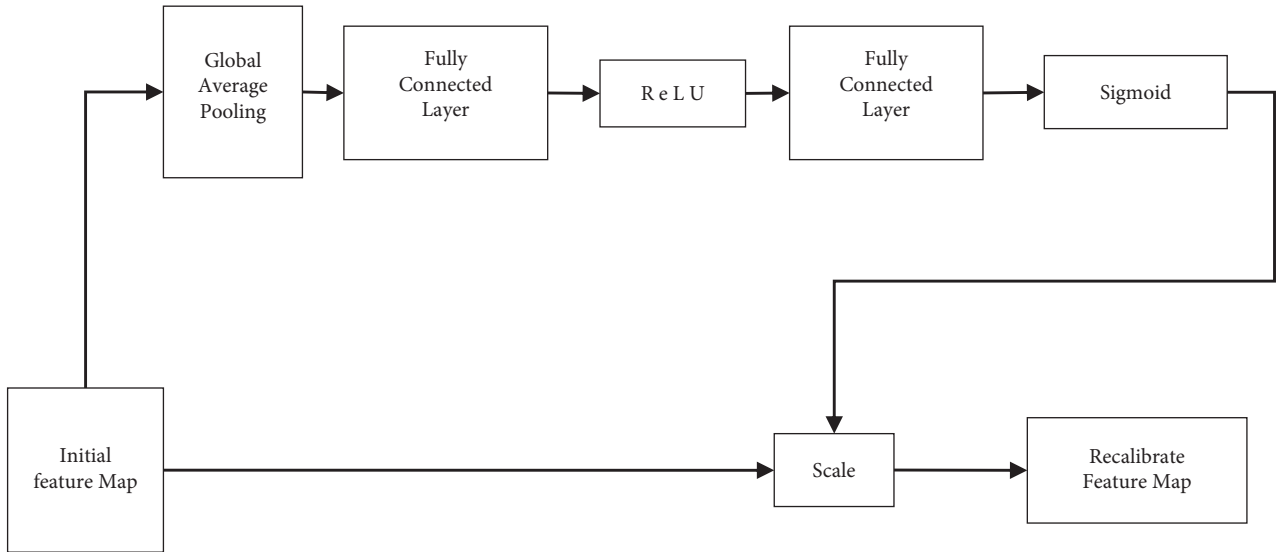 Global
Average
Pooling
Fully
Connected
Layer
R e L U
Fully
Connected
Layer
Sigmoid
Initial
feature Map
Scale
Recalibrate
Feature Map